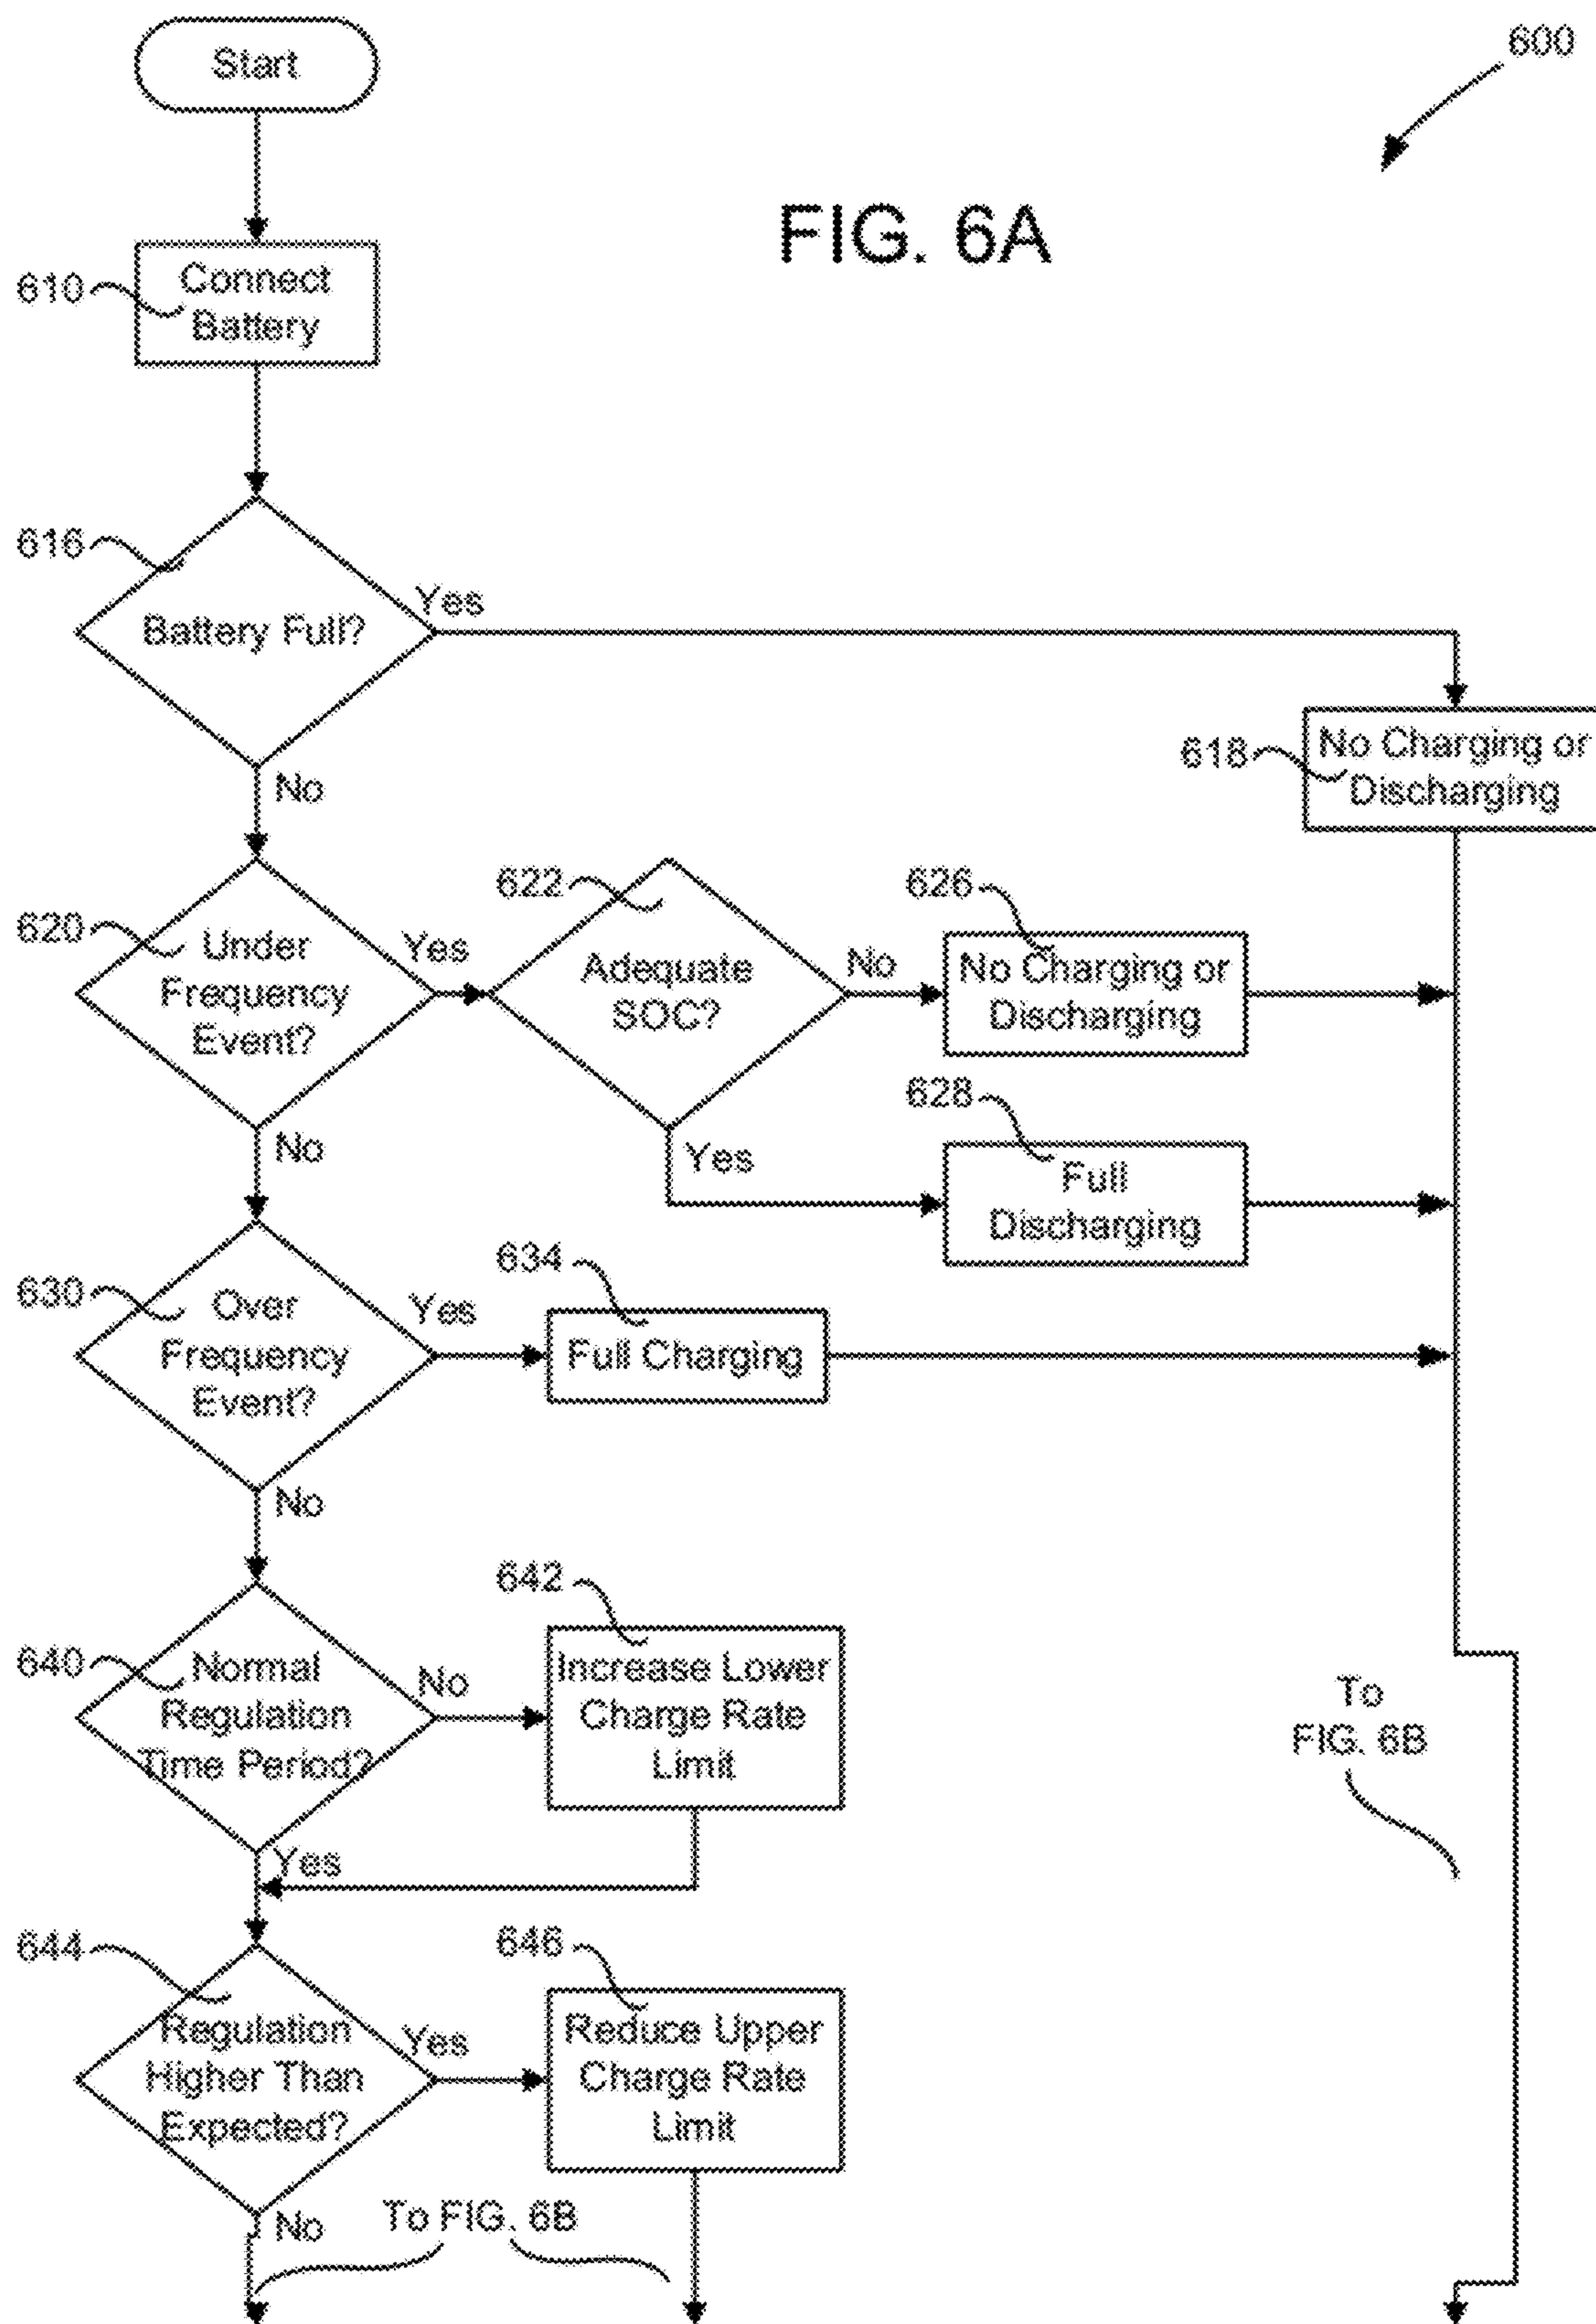 Start
600
FIG. 6A
610
Connect
Battery
616
Battery Full?
Yes
No
618
No Charging or
Discharging
620
Under
Frequency
Event?
Yes
No
622
Adequate
SOC?
No
Yes
626
No Charging or
Discharging
628
Full
Discharging
630
Over
Frequency
Event?
Yes
No
634
Full Charging
640
Normal
Regulation
Time Period?
No
Yes
642
Increase Lower
Charge Rate
Limit
To
FIG. 6B
644
Regulation
Higher Than
Expected?
Yes
No
646
Reduce Upper
Charge Rate
Limit
To FIG. 6B